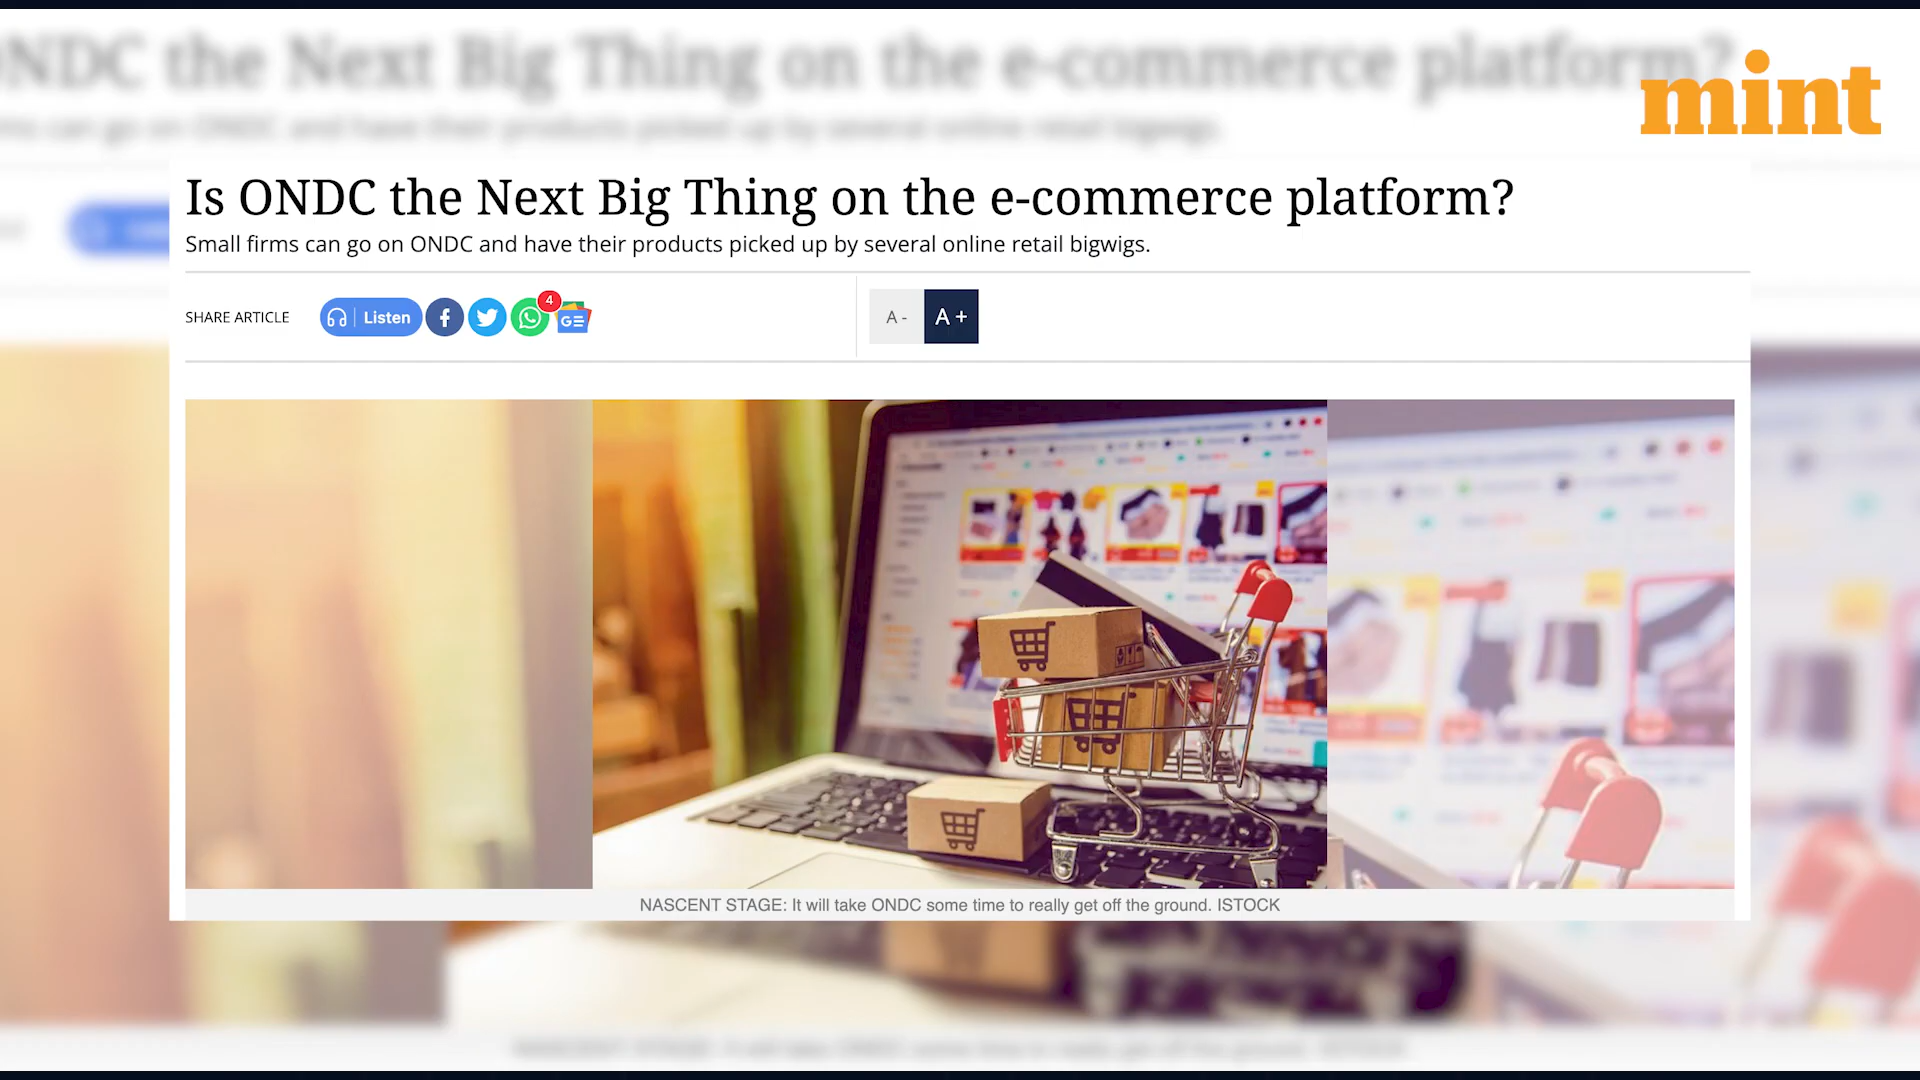 mint
Is ONDC the Next Big Thing on the e-commerce platform?
Small firms can go on ONDC and have their products picked up by several online retail bigwigs.
SHARE ARTICLE
Listen
4
GE
A -
A +
NASCENT STAGE: It will take ONDC some time to really get off the ground. ISTOCK